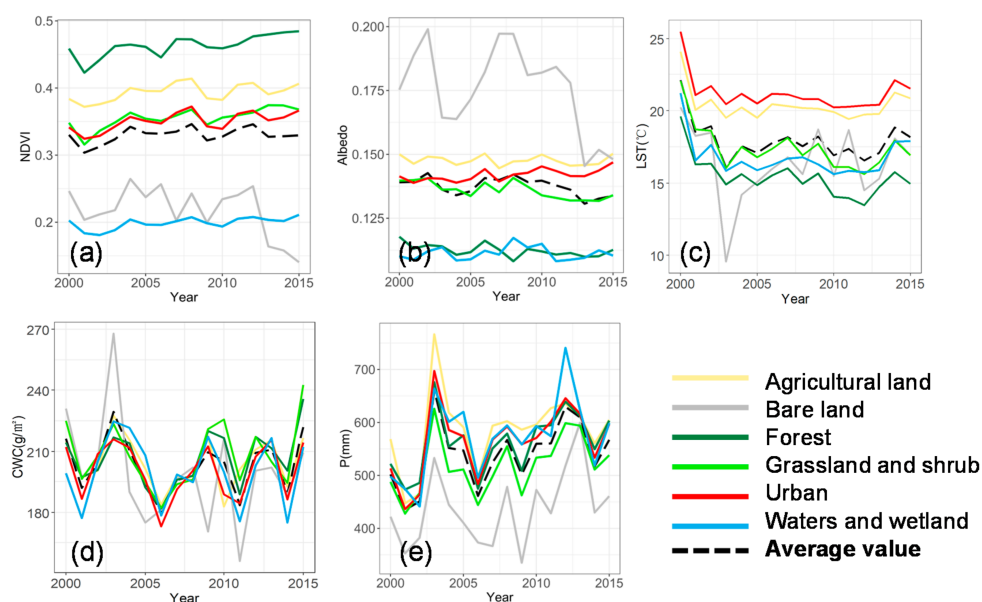 0.5
0.4
0.3
0.2
NDVI
(a)
2000
2005
2010
2015
Year
0.200
0.175
0.150
0.125
Albedo
(b)
2000
2005
2010
2015
Year
25
20
15
10
LST(℃)
(c)
2000
2005
2010
2015
Year
270
240
210
180
CWC(g/m³)
(d)
2000
2005
2010
2015
Year
700
600
500
400
P(mm)
(e)
2000
2005
2010
2015
Year
Agricultural land
Bare land
Forest
Grassland and shrub
Urban
Waters and wetland
Average value